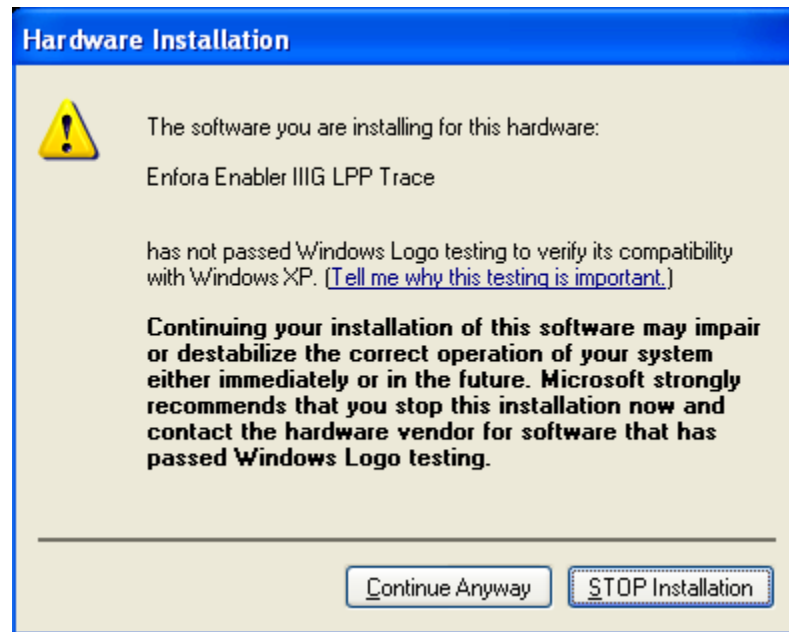 Hardware Installation
The software you are installing for this hardware:
Enfora Enabler IIIG LPP Trace
has not passed Windows Logo testing to verify its compatibility
with Windows XP. (Tell me why this testing is important.)
Continuing your installation of this software may impair
or destabilize the correct operation of your system
either immediately or in the future. Microsoft strongly
recommends that you stop this installation now and
contact the hardware vendor for software that has
passed Windows Logo testing.
Continue Anyway
STOP Installation